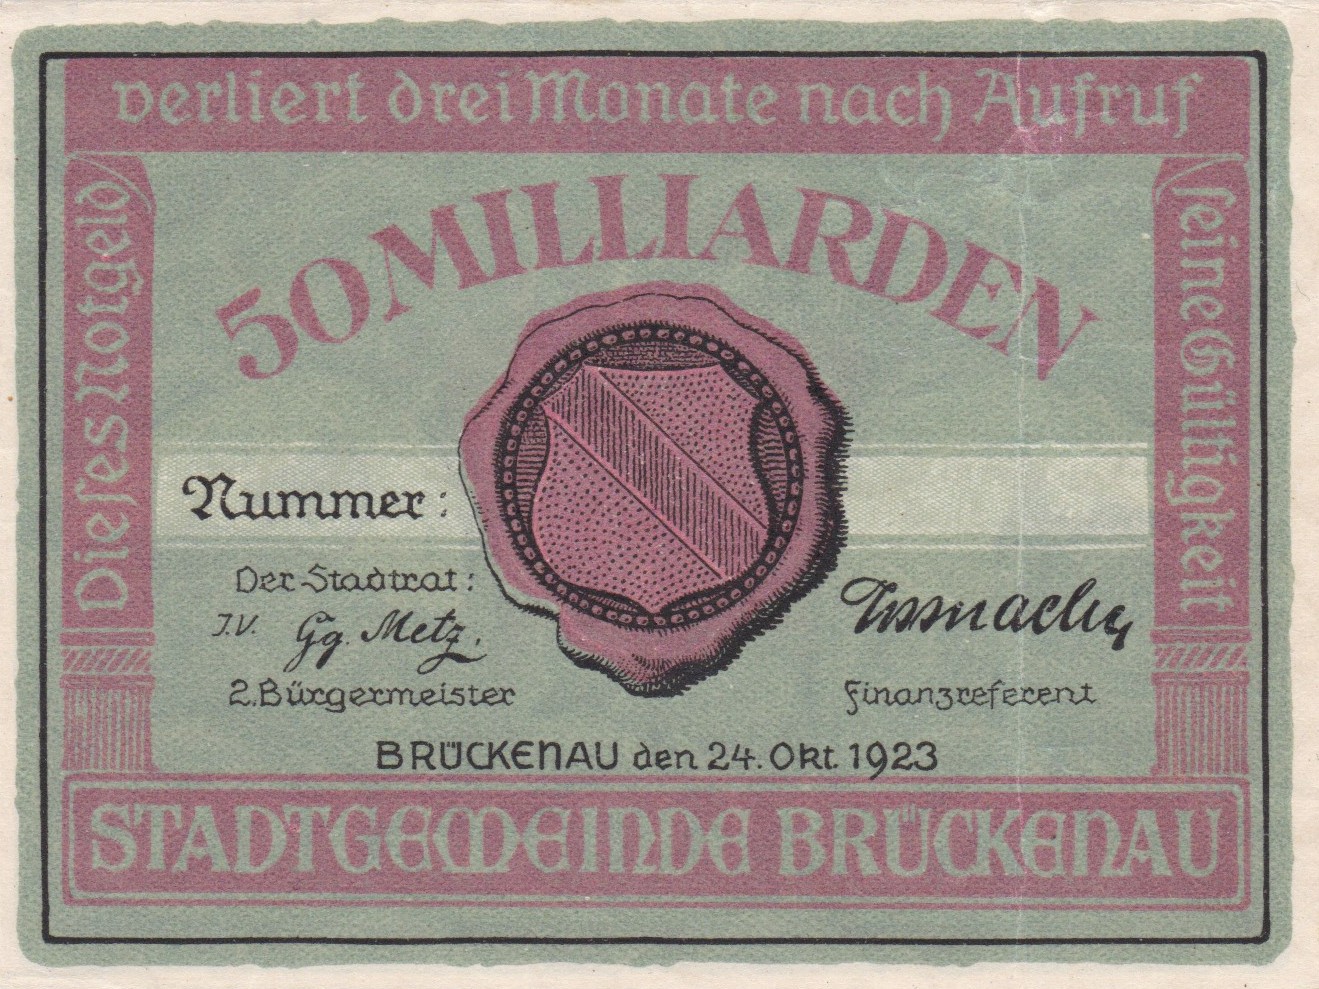 Dieses Notgeld
verliert drei Monate nach Aufruf
seine Gültigkeit
50 MILLIARDEN
Nummer:
Der Stadtrat:
I.V. Gg. Metz.
2. Bürgermeister
Finanzreferent
BRÜCKENAU den 24. Okt. 1923
STADTGEMEINDE BRÜCKENAU